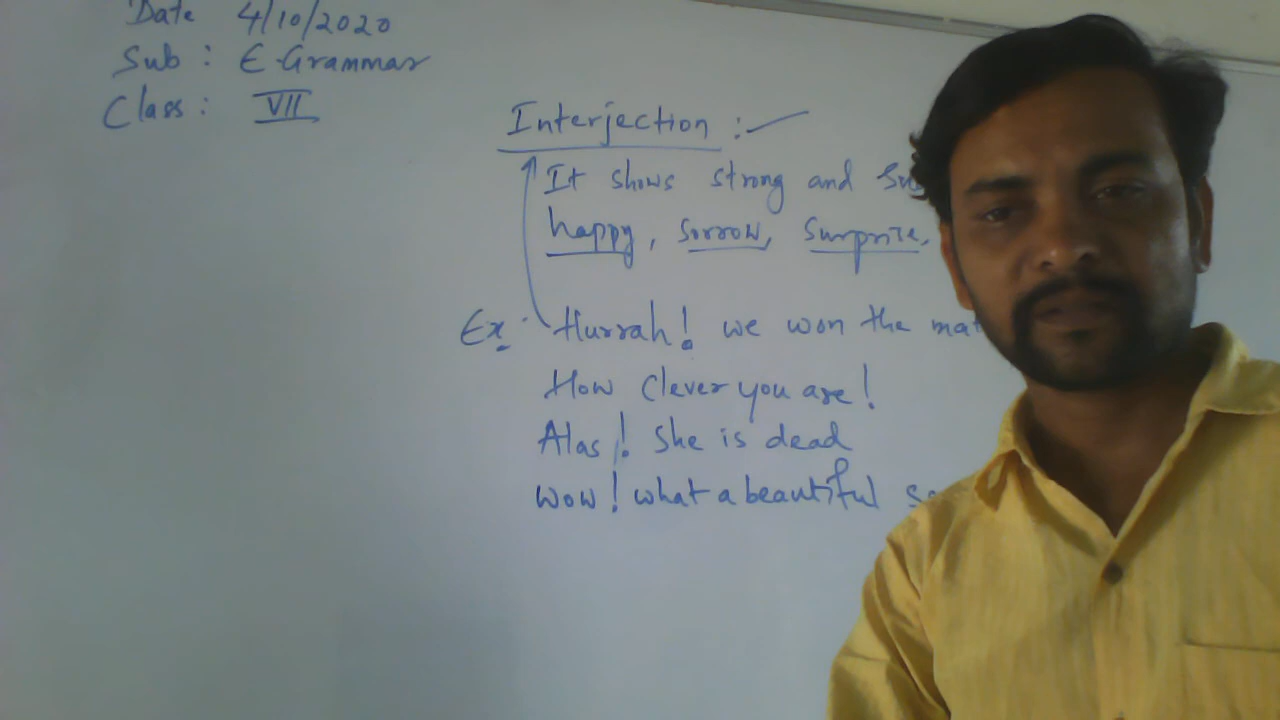 Date 4/10/2020
Sub : E-Grammar
Class : VII
Interjection :-
It shows strong and
happy, sorrow, surprise,
Ex: Hurrah! we won the
How Clever you are!
Alas! She is dead
wow! what a beautiful